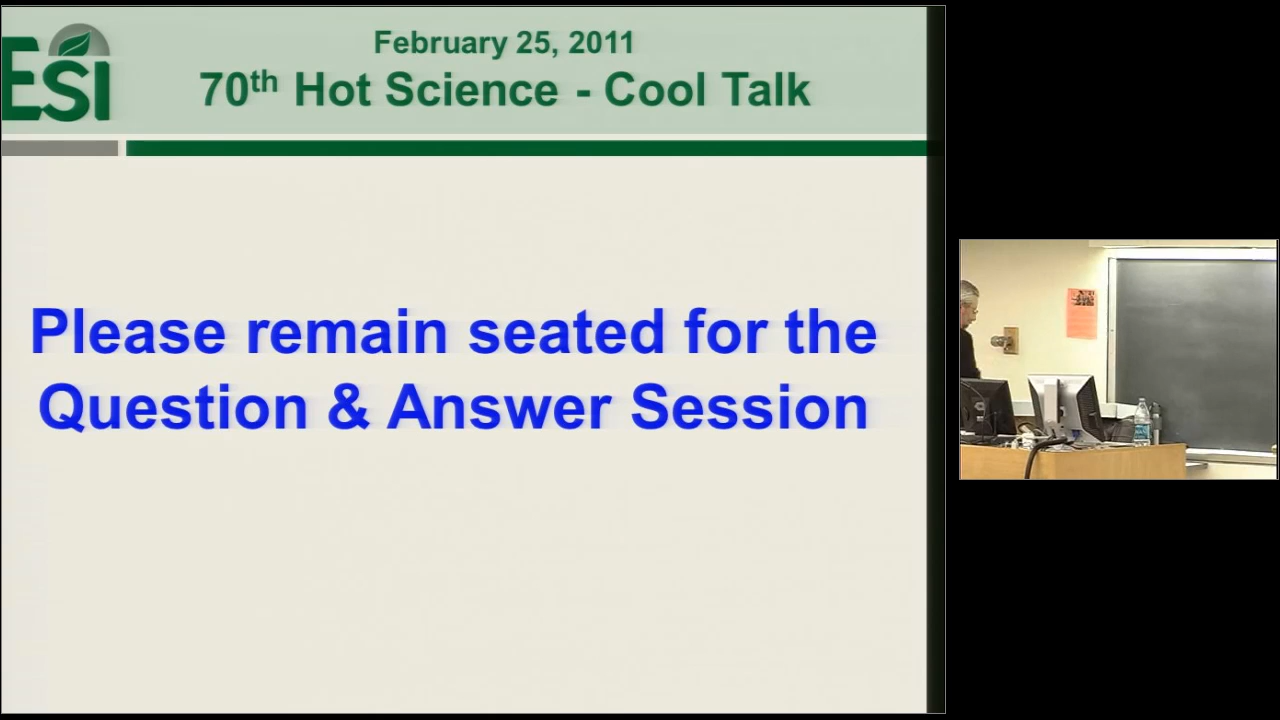 ESI
February 25, 2011
70th Hot Science - Cool Talk
Please remain seated for the
Question & Answer Session